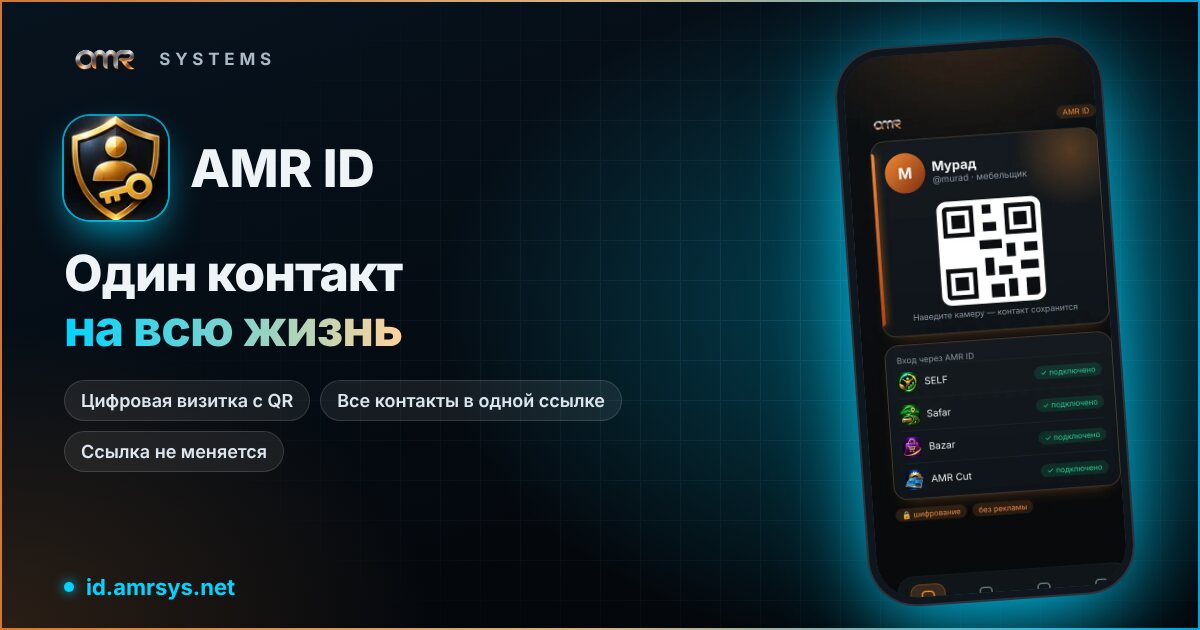 AMR SYSTEMS
AMR ID
Один контакт
на всю жизнь
Цифровая визитка с QR
Все контакты в одной ссылке
Ссылка не меняется
id.amrsys.net
AMR
AMR ID
М
Мурад
@murad · мебельщик
Наведите камеру — контакт сохранится
Вход через AMR ID
SELF
✓ подключено
Safar
✓ подключено
Bazar
✓ подключено
AMR Cut
✓ подключено
шифрование
без рекламы